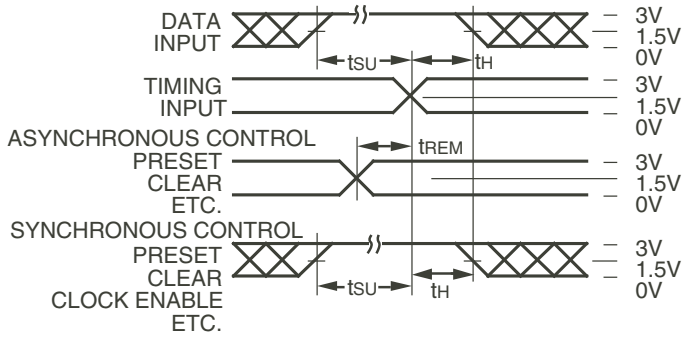 DATA
INPUT
3V
1.5V
0V
tSU
tH
TIMING
INPUT
3V
1.5V
0V
ASYNCHRONOUS CONTROL
tREM
PRESET
CLEAR
ETC.
3V
1.5V
0V
SYNCHRONOUS CONTROL
PRESET
CLEAR
CLOCK ENABLE
ETC.
3V
1.5V
0V
tSU
tH